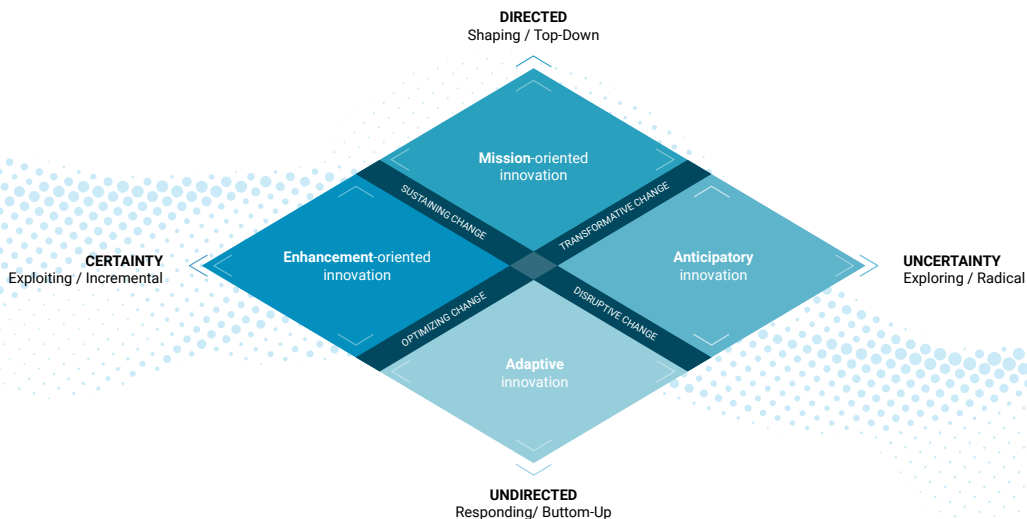 DIRECTED
Shaping / Top-Down
Mission-oriented
innovation
SUSTAINING CHANGE
TRANSFORMATIVE CHANGE
CERTAINTY
Exploiting / Incremental
Enhancement-oriented
innovation
Anticipatory
innovation
UNCERTAINTY
Exploring / Radical
OPTIMIZING CHANGE
DISRUPTIVE CHANGE
Adaptive
innovation
UNDIRECTED
Responding/ Buttom-Up